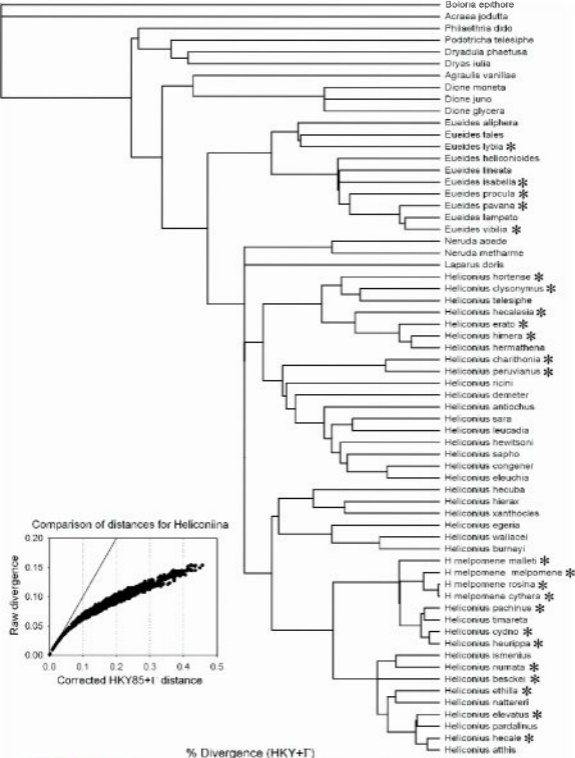 Boloria epithore
Acraea jodutta
Philaethria dido
Podotricha telesiphe
Dryadula phaetusa
Dryas iulia
Agraulis vanillae
Dione moneta
Dione juno
Dione glycera
Eueides aliphera
Eueides tales
Eueides lybia *
Eueides heliconioides
Eueides lineata
Eueides isabella *
Eueides procula *
Eueides pavana *
Eueides lampeto
Eueides vibilia *
Neruda aoede
Neruda metharme
Laparus doris
Heliconius hortense *
Heliconius clysonymus *
Heliconius telesiphe
Heliconius hecalesia *
Heliconius erato *
Heliconius himera *
Heliconius hermathena
Heliconius charithonia *
Heliconius peruvianus *
Heliconius ricini
Heliconius demeter
Heliconius antiochus
Heliconius sara
Heliconius leucadia
Heliconius hewitsoni
Heliconius sapho
Heliconius congener
Heliconius eleuchia
Heliconius hecuba
Heliconius hierax
Heliconius xanthocles
Heliconius egeria
Heliconius wallacei
Heliconius burneyi
H melpomene malleti *
H melpomene melpomene *
H melpomene rosina *
H melpomene cythera *
Heliconius pachinus *
Heliconius timareta
Heliconius cydno *
Heliconius heurippa *
Heliconius ismenius
Heliconius numata *
Heliconius besckei *
Heliconius ethilla *
Heliconius nattereri
Heliconius elevatus *
Heliconius pardalinus
Heliconius hecale *
Heliconius atthis
Comparison of distances for Heliconiina
0.20
0.15
0.10
0.05
0.00
Raw divergence
0.0 0.1 0.2 0.3 0.4 0.5
Corrected HKY85+Γ distance
% Divergence (HKY+Γ)